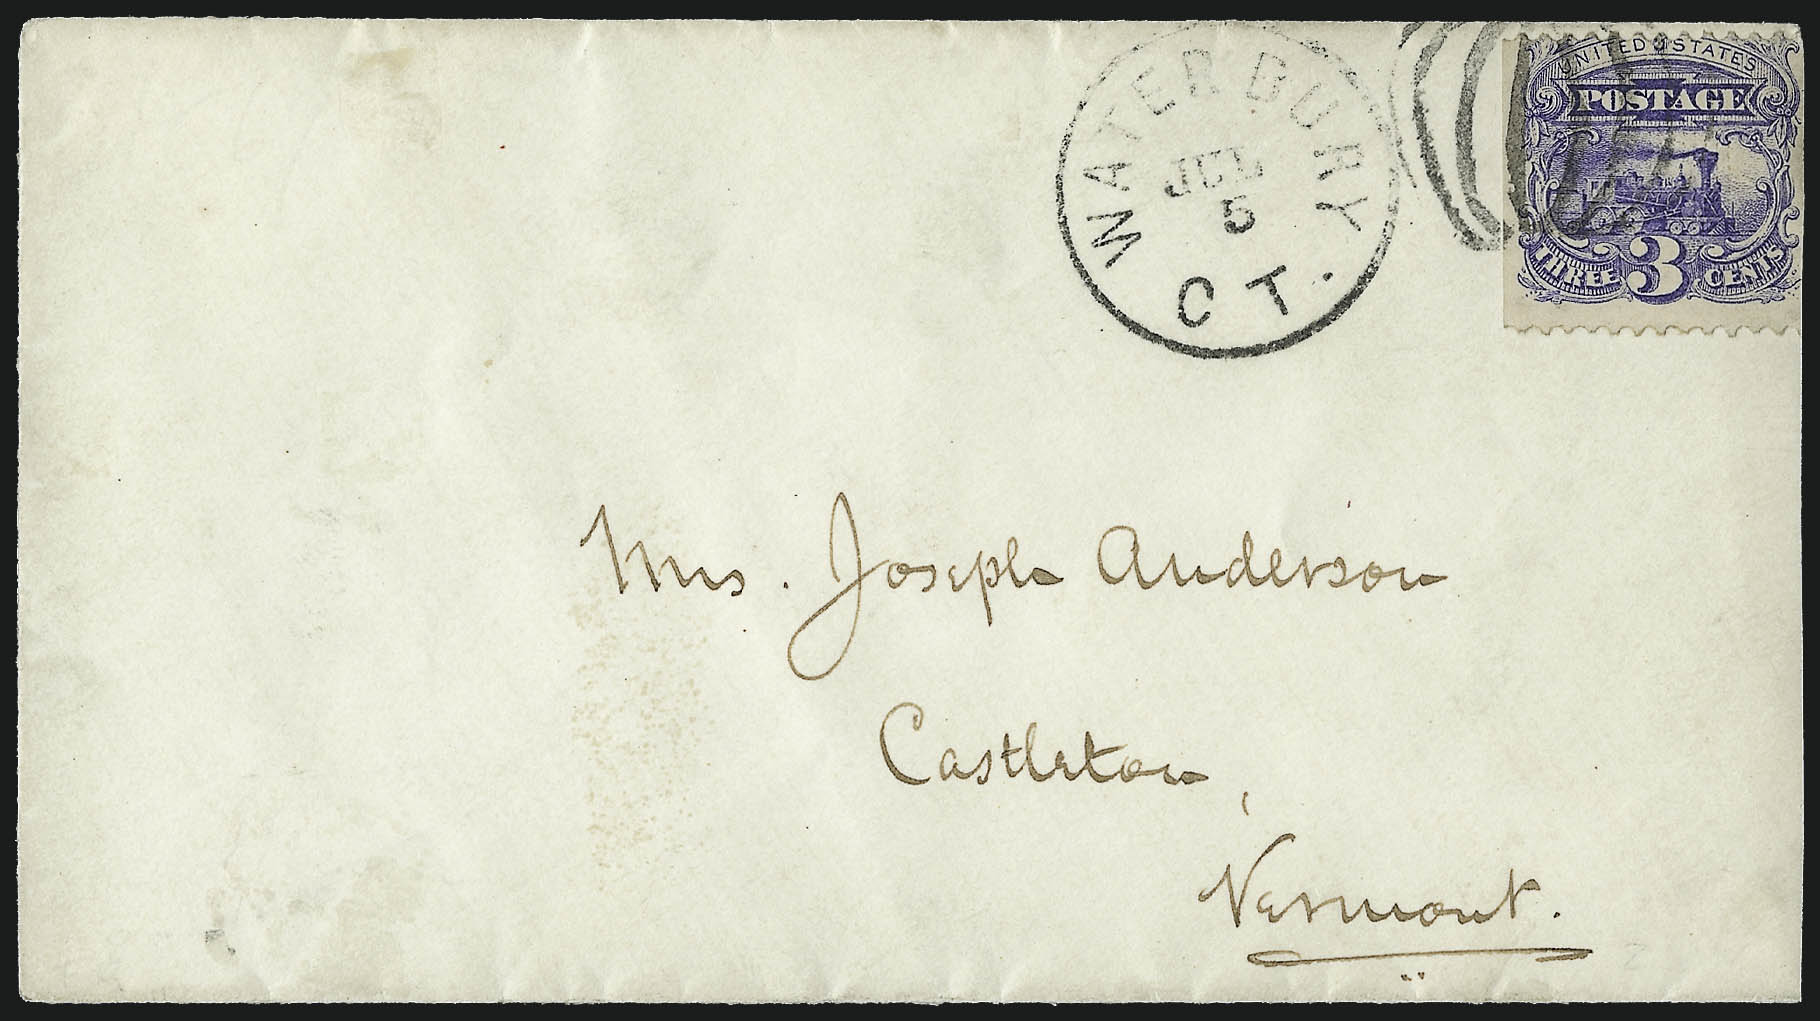 WATERBURY
JUL
5
CT.
UNITED STATES
POSTAGE
THREE 3 CENTS
Mrs. Joseph Anderson
Castleton,
Vermont.